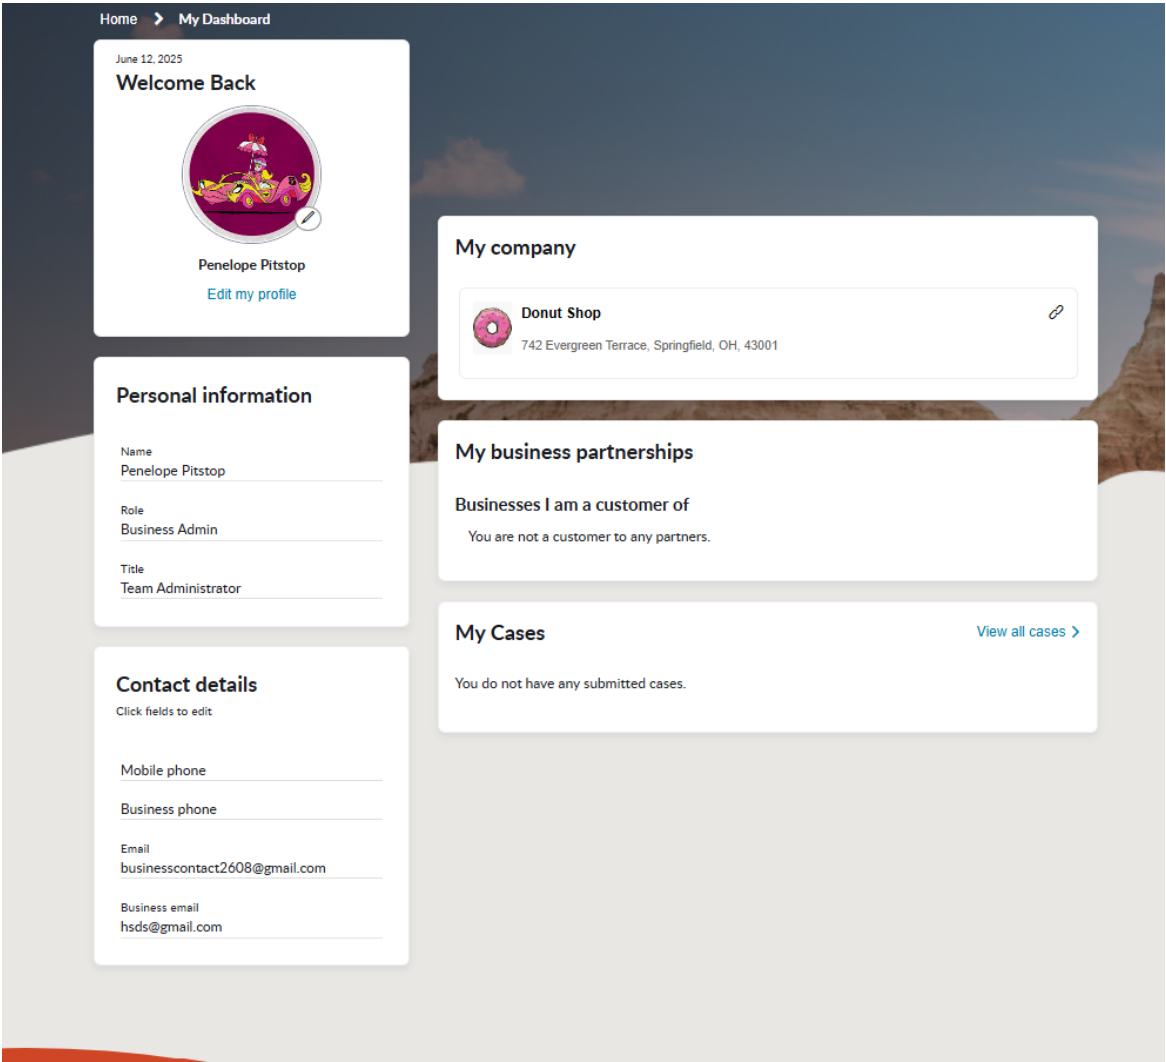 Home > My Dashboard
June 12, 2025
Welcome Back
Penelope Pitstop
Edit my profile
Personal information
Name
Penelope Pitstop
Role
Business Admin
Title
Team Administrator
Contact details
Click fields to edit
Mobile phone
Business phone
Email
businesscontact2608@gmail.com
Business email
hsds@gmail.com
My company
Donut Shop
742 Evergreen Terrace, Springfield, OH, 43001
My business partnerships
Businesses I am a customer of
You are not a customer to any partners.
My Cases
View all cases >
You do not have any submitted cases.